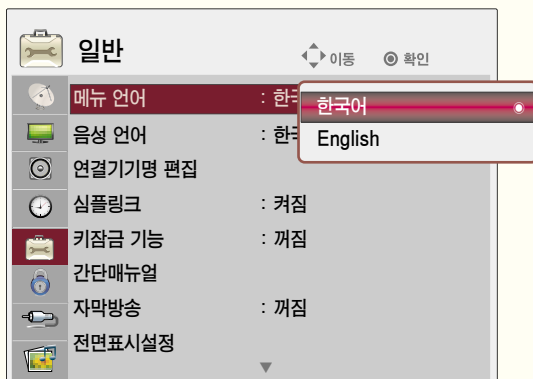 일반 이동 확인
메뉴 언어 : 한
한국어
음성 언어 : 한
English
연결기기명 편집
심플링크 : 켜짐
키잠금 기능 : 꺼짐
간단매뉴얼
자막방송 : 꺼짐
전면표시설정